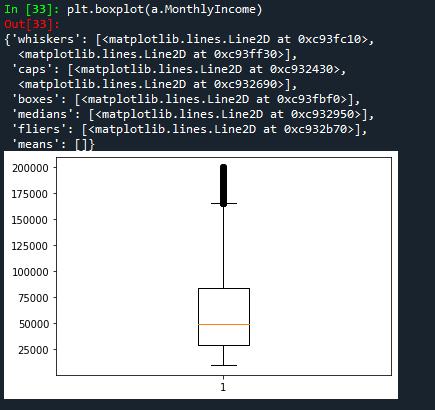 In [33]: plt.boxplot(a.MonthlyIncome)
Out[33]:
{'whiskers': [<matplotlib.lines.Line2D at 0xc93fc10>,
  <matplotlib.lines.Line2D at 0xc93ff30>],
 'caps': [<matplotlib.lines.Line2D at 0xc932430>,
  <matplotlib.lines.Line2D at 0xc932690>],
 'boxes': [<matplotlib.lines.Line2D at 0xc93fbf0>],
 'medians': [<matplotlib.lines.Line2D at 0xc932950>],
 'fliers': [<matplotlib.lines.Line2D at 0xc932b70>],
 'means': []}
200000
175000
150000
125000
100000
75000
50000
25000
1